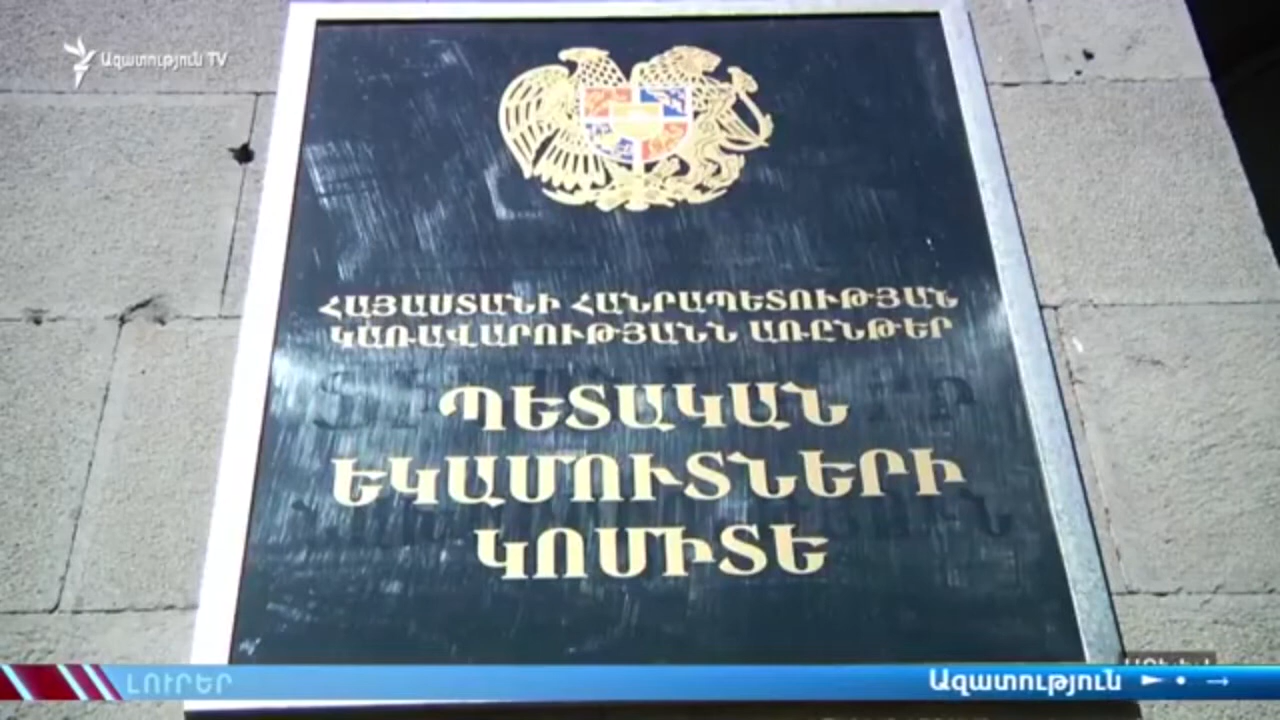 Ազատություն TV
ՀԱՅԱՍՏԱՆԻ ՀԱՆՐԱՊԵՏՈՒԹՅԱՆ
ԿԱՌԱՎԱՐՈՒԹՅԱՆՆ ԱՌԸՆԹԵՐ
ՊԵՏԱԿԱՆ
ԵԿԱՄՈՒՏՆԵՐԻ
ԿՈՄԻՏԵ
ԼՈՒՐԵՐ
Ազատություն